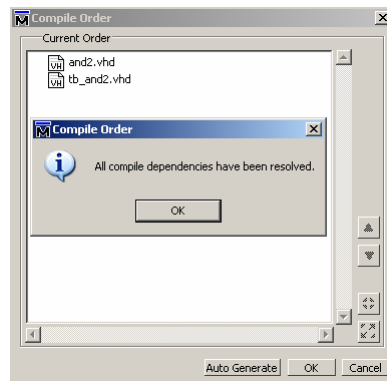 Compile Order
Current Order
and2.vhd
tb_and2.vhd
Compile Order
All compile dependencies have been resolved.
OK
Auto Generate
OK
Cancel